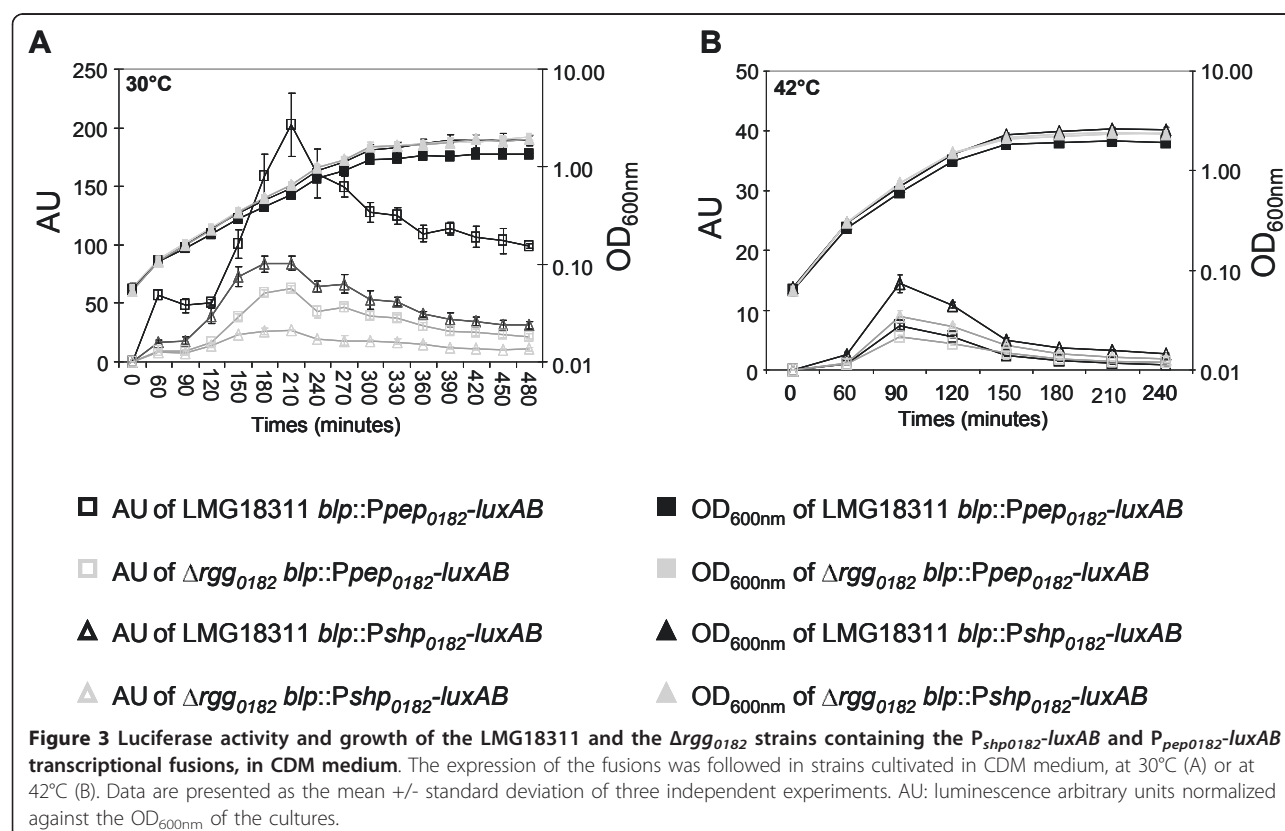 A
B
250
200
150
100
50
0
AU
30°C
10.00
1.00
0.10
0.01
OD600nm
0 60 90 120 150 180 210 240 270 300 330 360 390 420 450 480
Times (minutes)
50
40
30
20
10
0
AU
42°C
10.00
1.00
0.10
0.01
OD600nm
0 60 90 120 150 180 210 240
Times (minutes)
AU of LMG18311 blp::Ppep0182-luxAB
OD600nm of LMG18311 blp::Ppep0182-luxAB
AU of Δrgg0182 blp::Ppep0182-luxAB
OD600nm of Δrgg0182 blp::Ppep0182-luxAB
AU of LMG18311 blp::Pshp0182-luxAB
OD600nm of LMG18311 blp::Pshp0182-luxAB
AU of Δrgg0182 blp::Pshp0182-luxAB
OD600nm of Δrgg0182 blp::Pshp0182-luxAB
Figure 3 Luciferase activity and growth of the LMG18311 and the Δrgg0182 strains containing the Pshp0182-luxAB and Ppep0182-luxAB
transcriptional fusions, in CDM medium. The expression of the fusions was followed in strains cultivated in CDM medium, at 30°C (A) or at
42°C (B). Data are presented as the mean +/- standard deviation of three independent experiments. AU: luminescence arbitrary units normalized
against the OD600nm of the cultures.